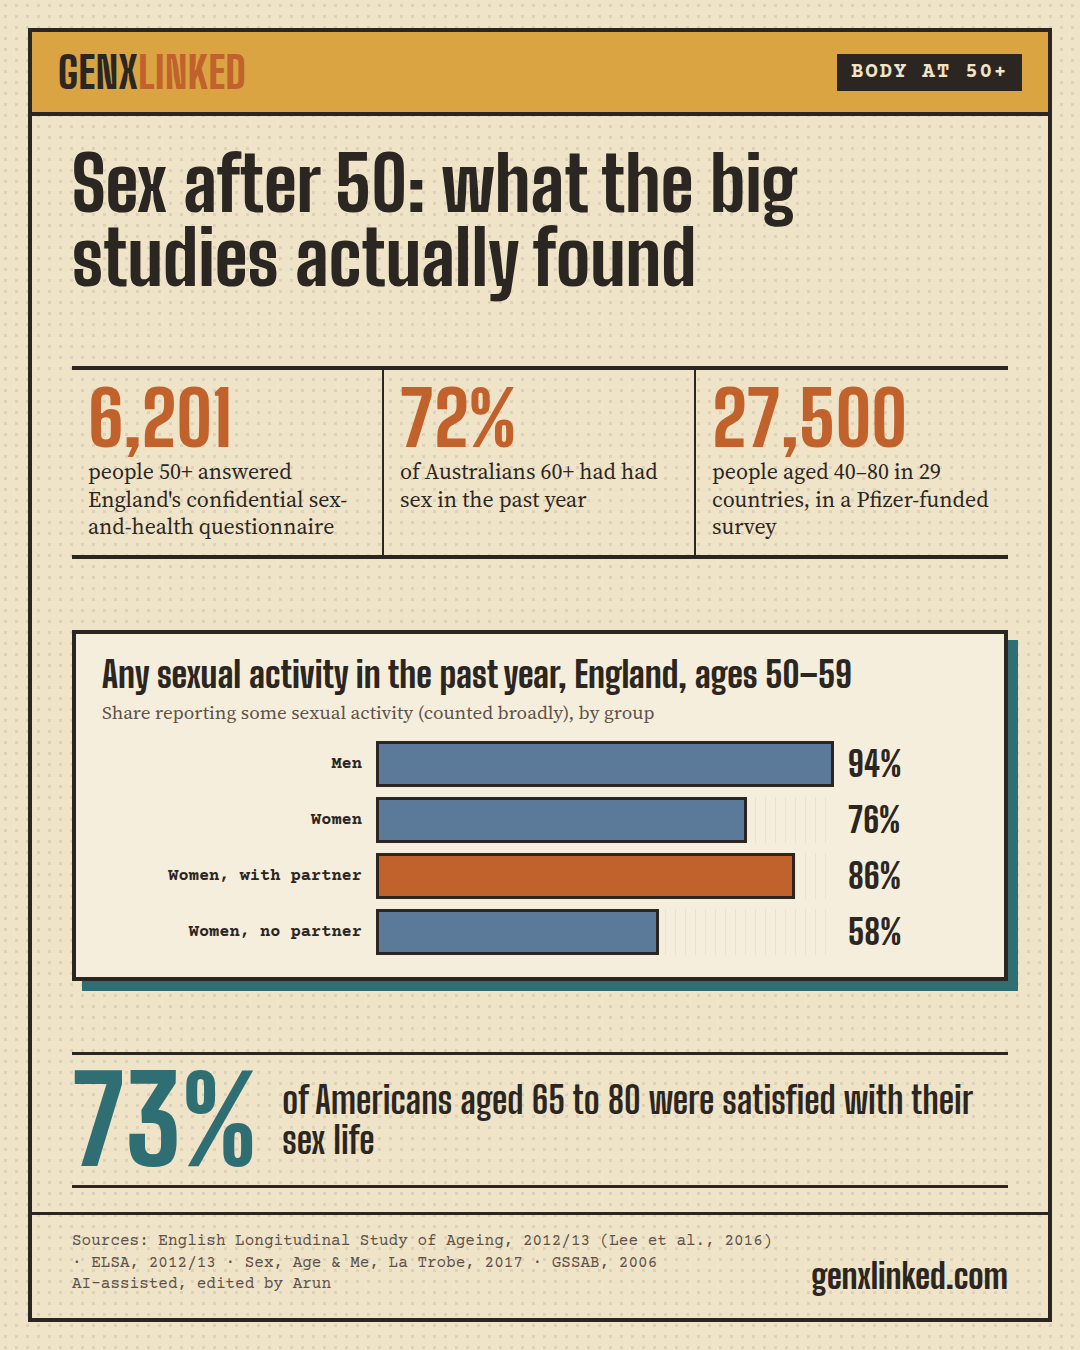 GENXLINKED
BODY AT 50+
Sex after 50: what the big
studies actually found
6,201
people 50+ answered
England's confidential sex-
and-health questionnaire
72%
of Australians 60+ had had
sex in the past year
27,500
people aged 40–80 in 29
countries, in a Pfizer-funded
survey
Any sexual activity in the past year, England, ages 50–59
Share reporting some sexual activity (counted broadly), by group
Men 94%
Women 76%
Women, with partner 86%
Women, no partner 58%
73%
of Americans aged 65 to 80 were satisfied with their
sex life
Sources: English Longitudinal Study of Ageing, 2012/13 (Lee et al., 2016)
· ELSA, 2012/13 · Sex, Age & Me, La Trobe, 2017 · GSSAB, 2006
AI-assisted, edited by Arun
genxlinked.com